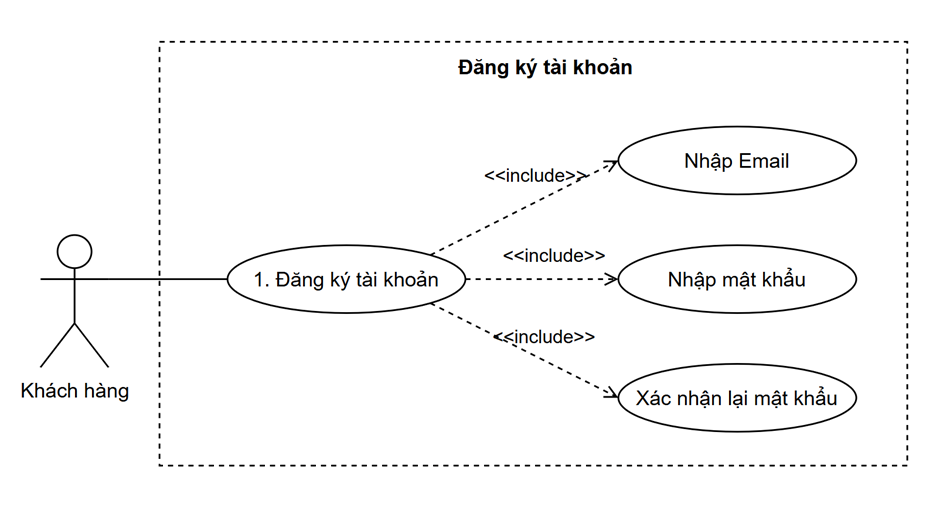 Đăng ký tài khoản
<<include>>
Nhập Email
<<include>>
1. Đăng ký tài khoản
Nhập mật khẩu
<<include>>
Khách hàng
Xác nhận lại mật khẩu